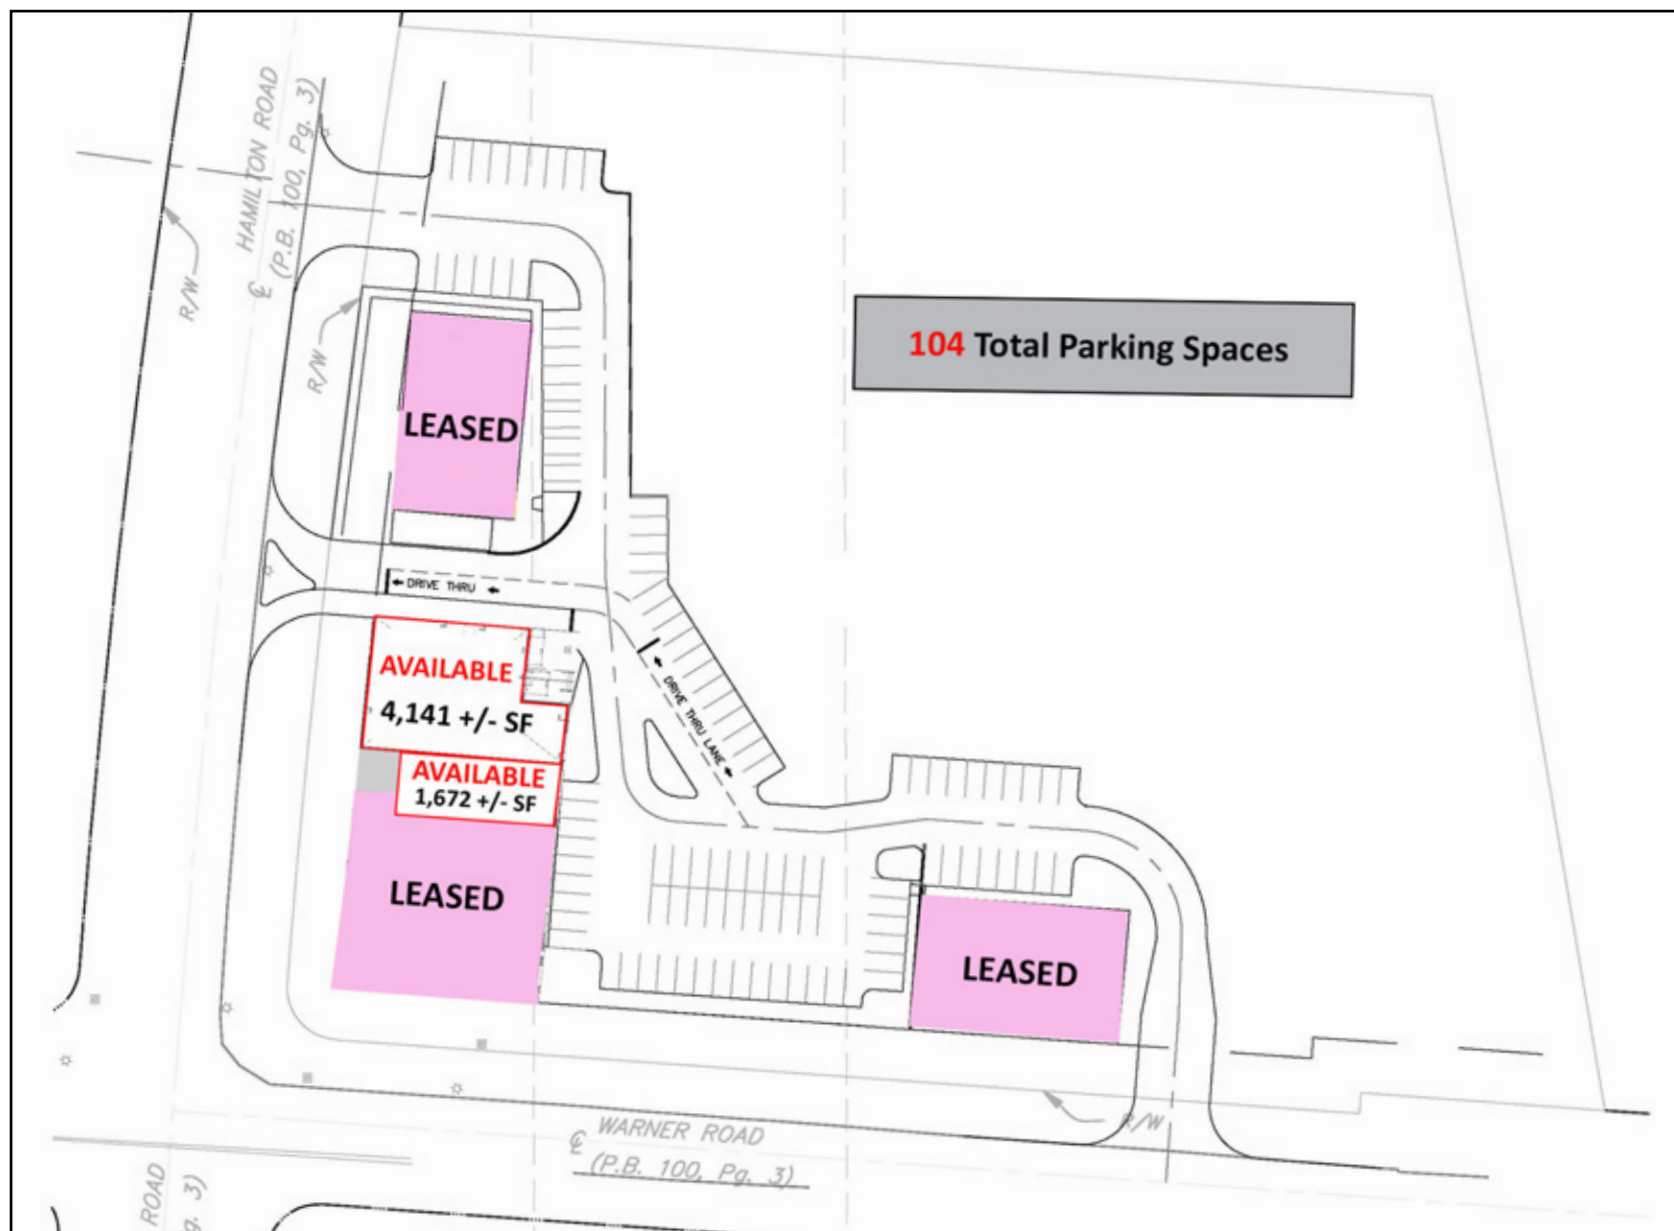 HAMILTON ROAD
(P.B. 100, Pg. 3)
℄
R/W
R/W
104 Total Parking Spaces
LEASED
DRIVE THRU
AVAILABLE
4,141 +/- SF
DRIVE THRU LANE
AVAILABLE
1,672 +/- SF
LEASED
LEASED
R/W
℄ WARNER ROAD
(P.B. 100, Pg. 3)
ROAD
g. 3)